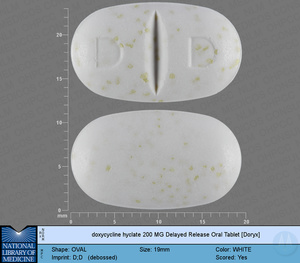 D D
20
15
10
5
0
mm 0 5 10 15 20
doxycycline hyclate 200 MG Delayed Release Oral Tablet [Doryx]
NATIONAL
LIBRARY OF
MEDICINE
Shape: OVAL Size: 19mm Color: WHITE
Imprint: D;D (debossed) Scored: Yes